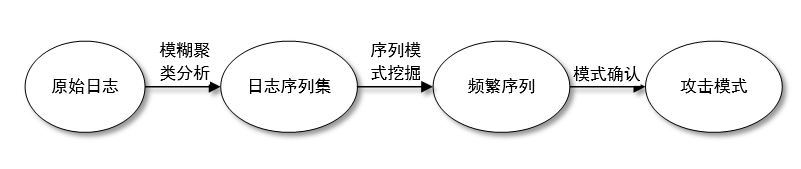 原始日志
模糊聚
类分析
日志序列集
序列模
式挖掘
频繁序列
模式确认
攻击模式